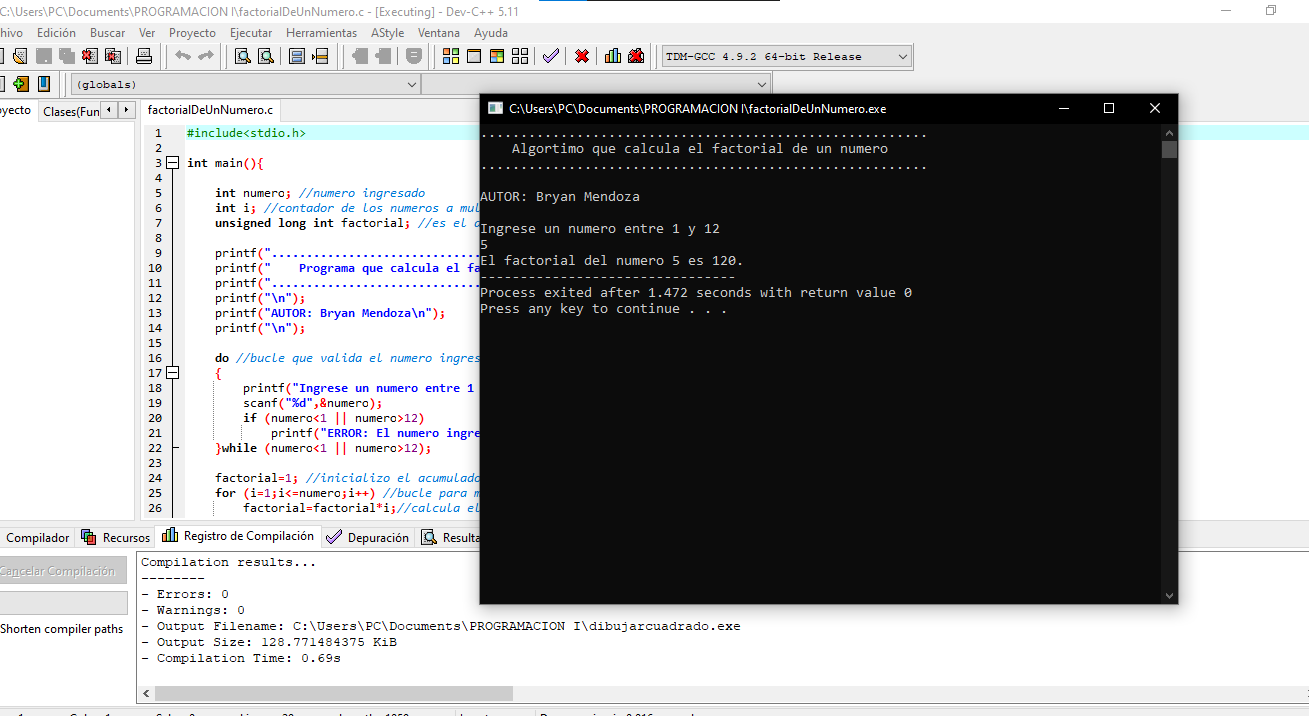 C:\Users\PC\Documents\PROGRAMACION I\factorialDeUnNumero.c - [Executing] - Dev-C++ 5.11
hivo Edición Buscar Ver Proyecto Ejecutar Herramientas AStyle Ventana Ayuda
TDM-GCC 4.9.2 64-bit Release
(globals)
yecto Clases(Fun
factorialDeUnNumero.c
1 #include<stdio.h>
2
3 int main(){
4
5 int numero; //numero ingresado
6 int i; //contador de los numeros a mul
7 unsigned long int factorial; //es el
8
9 printf("..............................
10 printf("    Programa que calcula el fa
11 printf("..............................
12 printf("\n");
13 printf("AUTOR: Bryan Mendoza\n");
14 printf("\n");
15
16 do //bucle que valida el numero ingres
17 {
18 printf("Ingrese un numero entre 1
19 scanf("%d",&numero);
20 if (numero<1 || numero>12)
21 printf("ERROR: El numero ingre
22 }while (numero<1 || numero>12);
23
24 factorial=1; //inicializo el acumulado
25 for (i=1;i<=numero;i++) //bucle para m
26 factorial=factorial*i;//calcula el
C:\Users\PC\Documents\PROGRAMACION I\factorialDeUnNumero.exe
........................................................
Algortimo que calcula el factorial de un numero
........................................................
AUTOR: Bryan Mendoza
Ingrese un numero entre 1 y 12
5
El factorial del numero 5 es 120.
--------------------------------
Process exited after 1.472 seconds with return value 0
Press any key to continue . . .
Compilador Recursos Registro de Compilación Depuración Resulta
Cancelar Compilación
Shorten compiler paths
Compilation results...
--------
- Errors: 0
- Warnings: 0
- Output Filename: C:\Users\PC\Documents\PROGRAMACION I\dibujarcuadrado.exe
- Output Size: 128.771484375 KiB
- Compilation Time: 0.69s